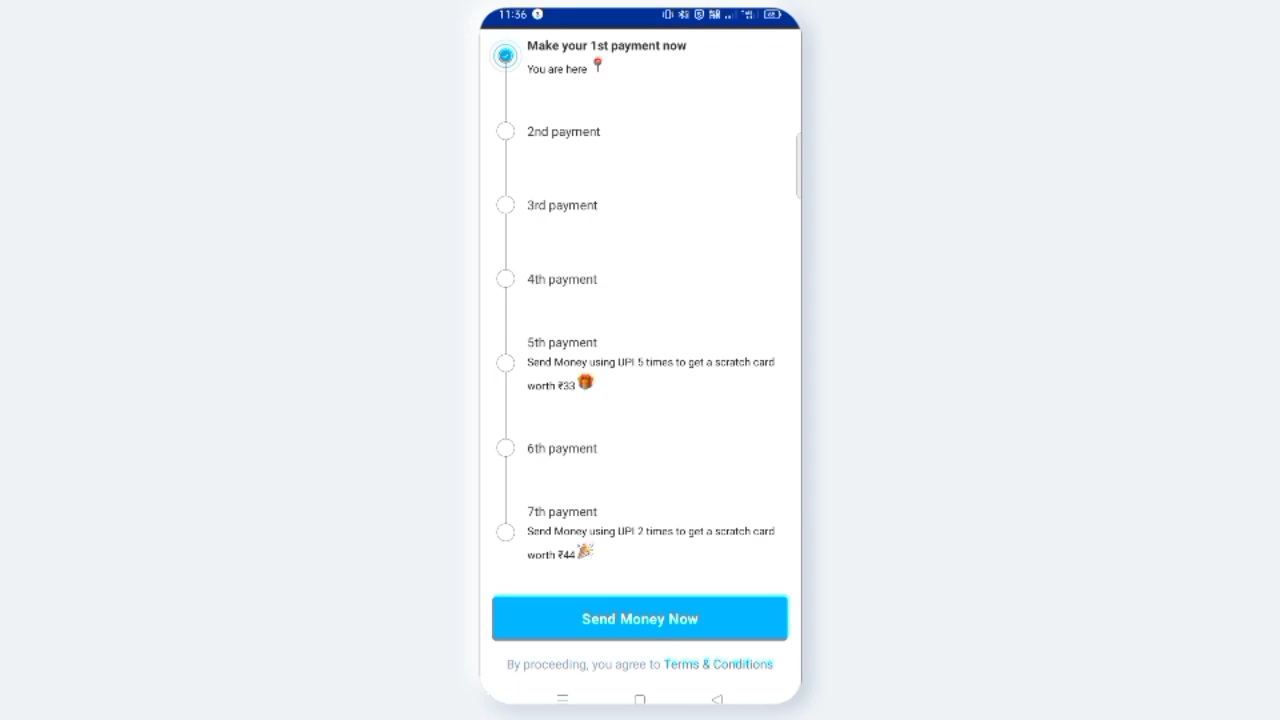 11:36
Make your 1st payment now
You are here
2nd payment
3rd payment
4th payment
5th payment
Send Money using UPI 5 times to get a scratch card
worth ₹33
6th payment
7th payment
Send Money using UPI 2 times to get a scratch card
worth ₹44
Send Money Now
By proceeding, you agree to Terms & Conditions